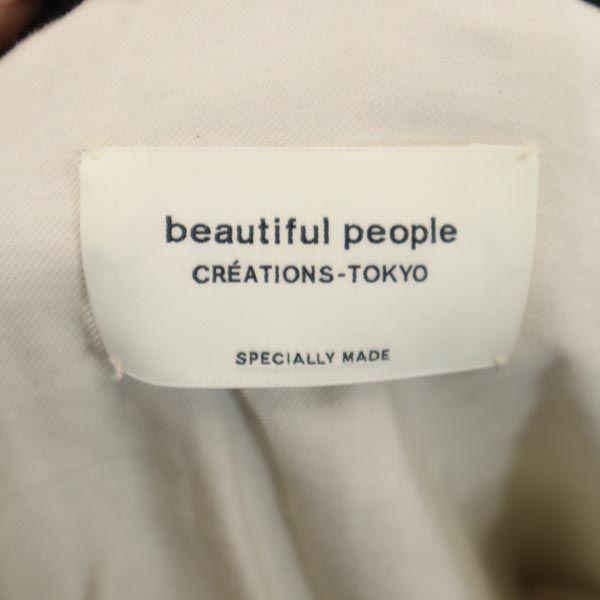 beautiful people
CRÉATIONS-TOKYO
SPECIALLY MADE